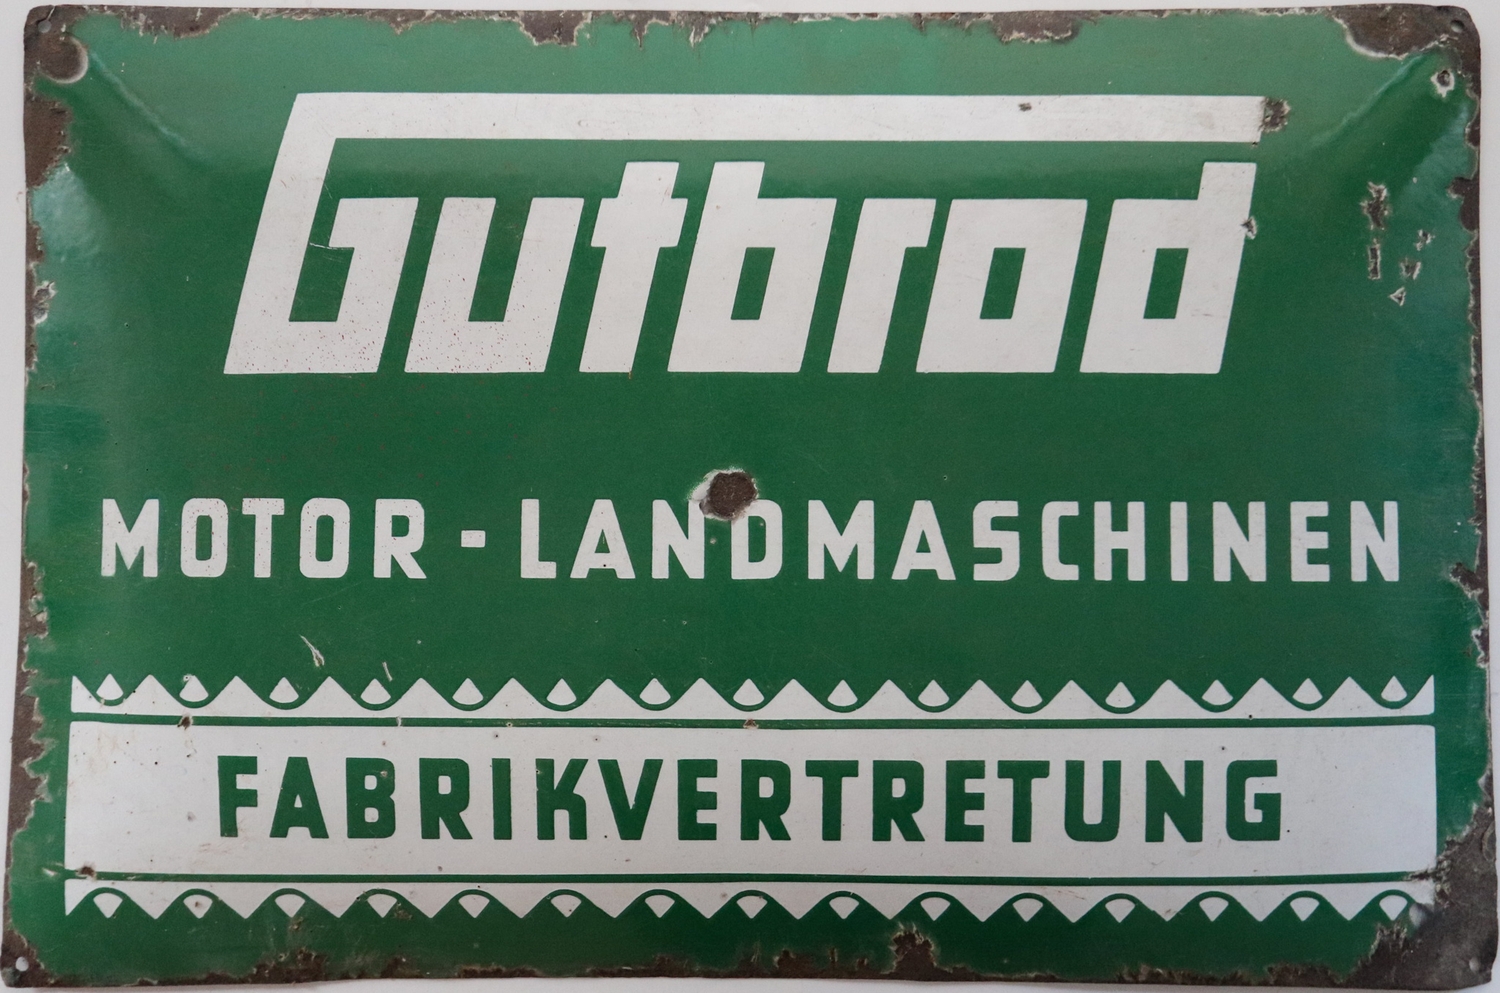 Gutbrod
MOTOR - LANDMASCHINEN
FABRIKVERTRETUNG